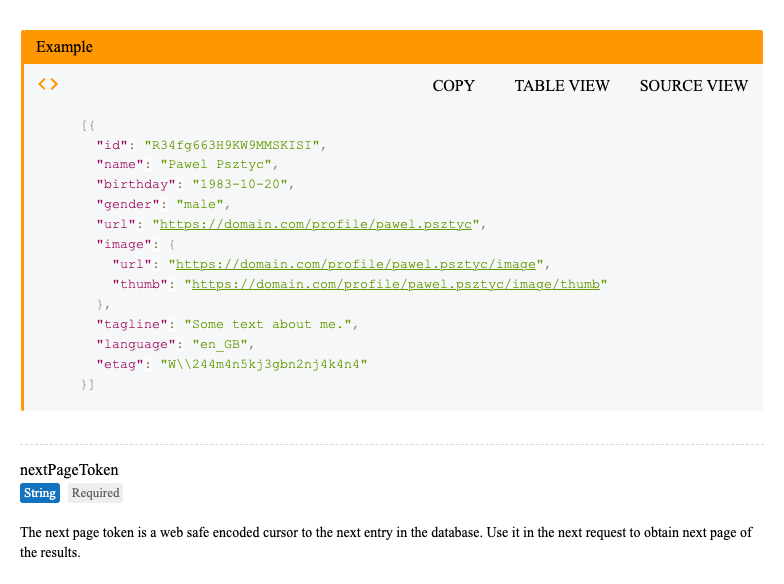 Example
<> COPY TABLE VIEW SOURCE VIEW
[{
"id": "R34fg663H9KW9MMSKISI",
"name": "Pawel Psztyc",
"birthday": "1983-10-20",
"gender": "male",
"url": "https://domain.com/profile/pawel.psztyc",
"image": {
"url": "https://domain.com/profile/pawel.psztyc/image",
"thumb": "https://domain.com/profile/pawel.psztyc/image/thumb"
},
"tagline": "Some text about me.",
"language": "en_GB",
"etag": "W\\244m4n5kj3gbn2nj4k4n4"
}]
nextPageToken
String Required
The next page token is a web safe encoded cursor to the next entry in the database. Use it in the next request to obtain next page of
the results.